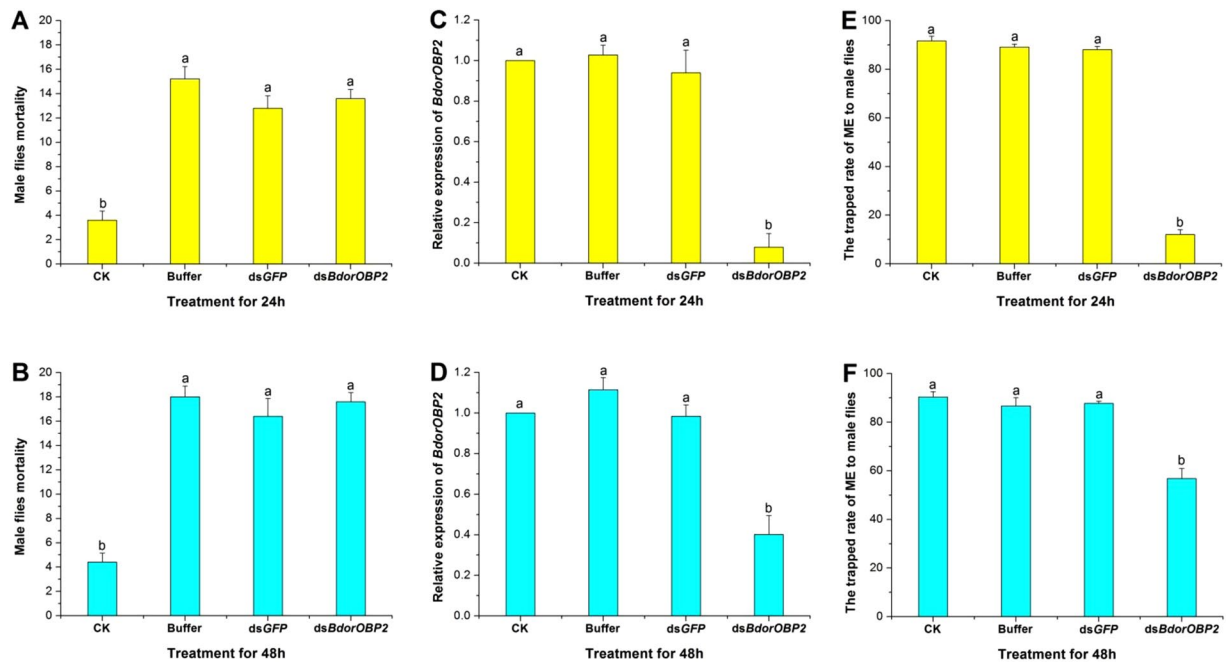 A
Male flies mortality
20
18
16
14
12
10
8
6
4
2
0
b
a
a
a
CK
Buffer
dsGFP
dsBdorOBP2
Treatment for 24h
C
Relative expression of BdorOBP2
1.2
1.0
0.8
0.6
0.4
0.2
0.0
a
a
a
b
CK
Buffer
dsGFP
dsBdorOBP2
Treatment for 24h
E
The trapped rate of ME to male flies
100
80
60
40
20
0
a
a
a
b
CK
Buffer
dsGFP
dsBdorOBP2
Treatment for 24h
B
Male flies mortality
20
18
16
14
12
10
8
6
4
2
0
b
a
a
a
CK
Buffer
dsGFP
dsBdorOBP2
Treatment for 48h
D
Relative expression of BdorOBP2
1.2
1.0
0.8
0.6
0.4
0.2
0.0
a
a
a
b
CK
Buffer
dsGFP
dsBdorOBP2
Treatment for 48h
F
The trapped rate of ME to male flies
100
80
60
40
20
0
a
a
a
b
CK
Buffer
dsGFP
dsBdorOBP2
Treatment for 48h